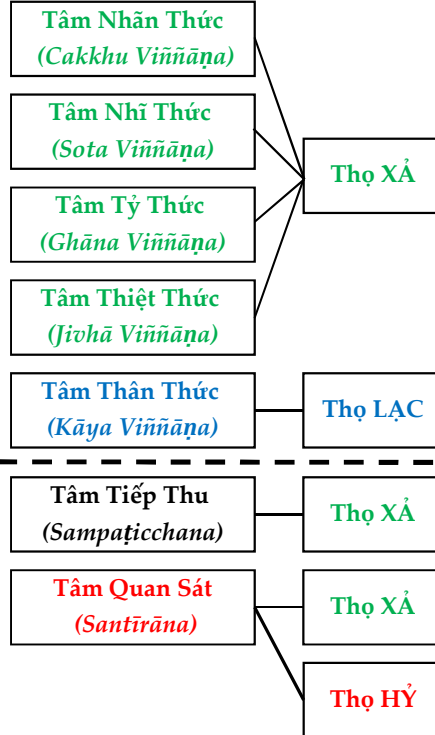 Tâm Nhãn Thức
(Cakkhu Viññāṇa)
Tâm Nhĩ Thức
(Sota Viññāṇa)
Thọ XẢ
Tâm Tỷ Thức
(Ghāna Viññāṇa)
Tâm Thiệt Thức
(Jivhā Viññāṇa)
Tâm Thân Thức
(Kāya Viññāṇa)
Thọ LẠC
Tâm Tiếp Thu
(Sampaṭicchana)
Thọ XẢ
Tâm Quan Sát
(Santīrāna)
Thọ XẢ
Thọ HỶ